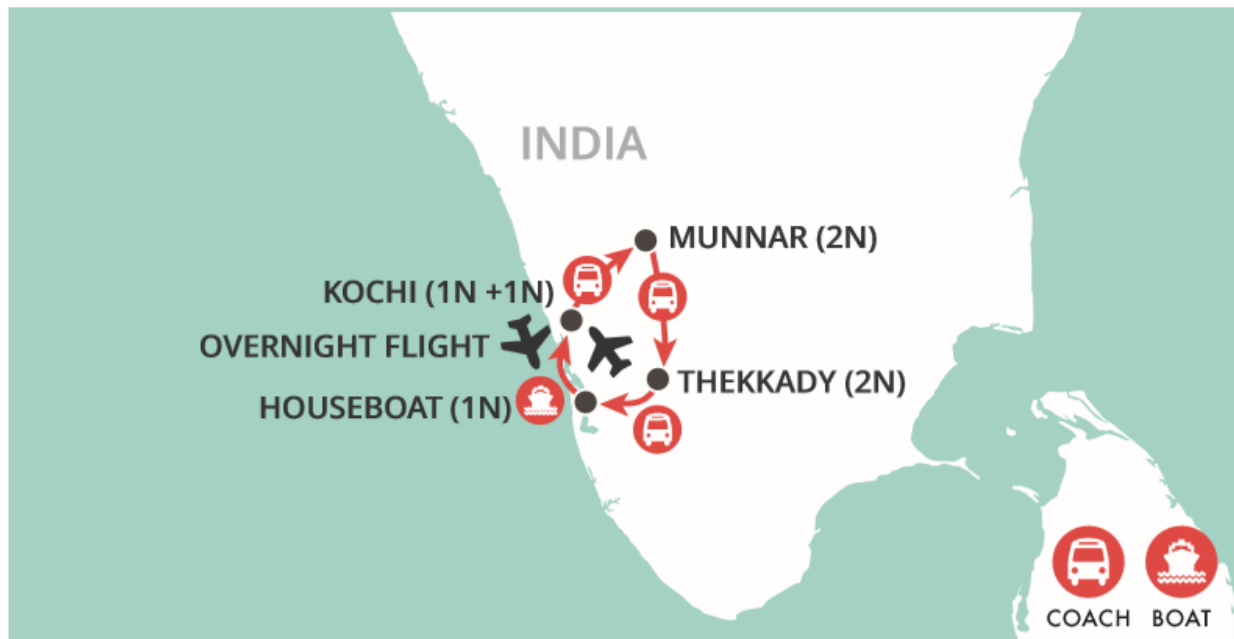 INDIA
MUNNAR (2N)
KOCHI (1N +1N)
OVERNIGHT FLIGHT
THEKKADY (2N)
HOUSEBOAT (1N)
COACH
BOAT